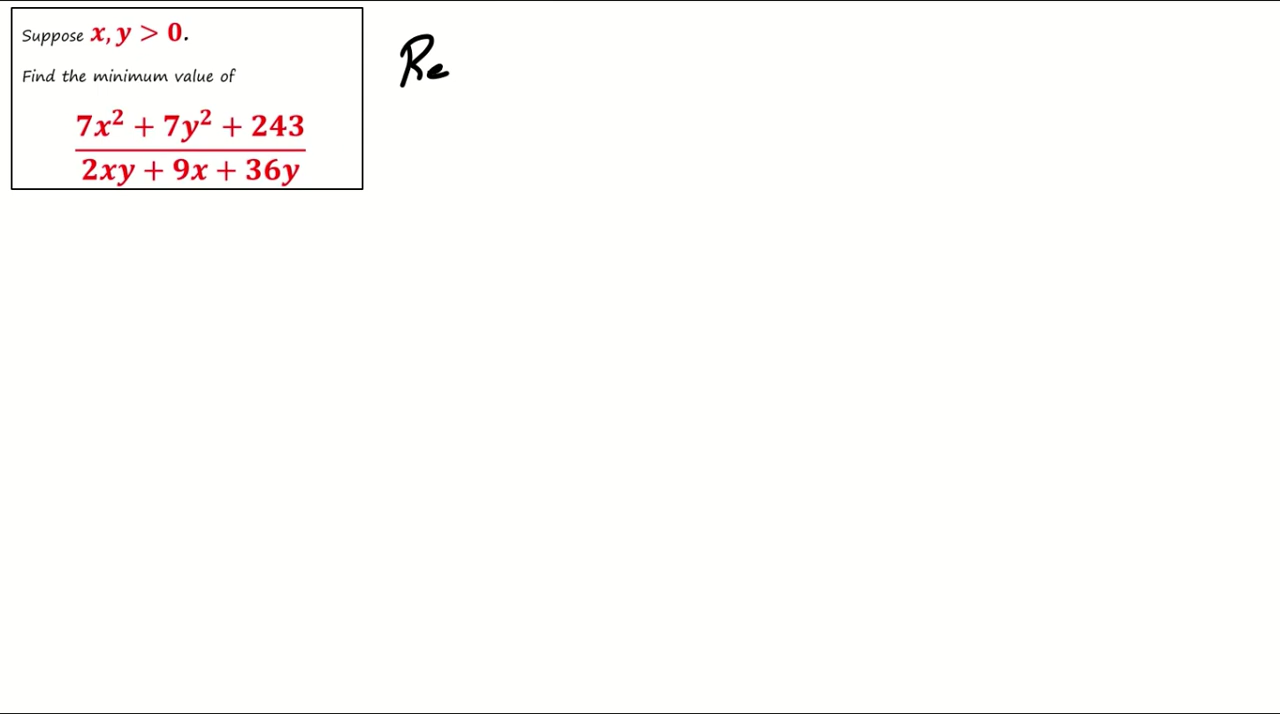 Suppose x, y > 0.
Find the minimum value of
7x² + 7y² + 243
2xy + 9x + 36y
Re